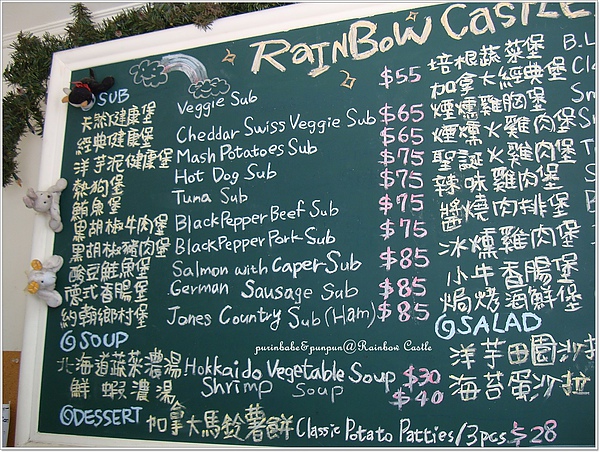 RAINBOW CASTLE
@SUB
天然健康堡 Veggie Sub $55
經典健康堡 Cheddar Swiss Veggie Sub $65
洋芋泥健康堡 Mash Potatoes Sub $65
熱狗堡 Hot Dog Sub $75
鮪魚堡 Tuna Sub $75
黑胡椒牛肉堡 Black Pepper Beef Sub $75
黑胡椒豬肉堡 Black Pepper Pork Sub $75
酸豆鮭魚堡 Salmon with Caper Sub $85
德式香腸堡 German Sausage Sub $85
約翰鄉村堡 Jones Country Sub (Ham) $85
@SOUP
北海道蔬菜濃湯 Hokkaido Vegetable Soup $30
鮮蝦濃湯 Shrimp Soup $40
@DESSERT 加拿大馬鈴薯餅 Classic Potato Patties/3pcs $28
培根蔬菜堡 B.L
加拿大經典堡 Cla
煙燻雞胸堡 Sm
煙燻火雞肉堡 S
聖誕火雞肉堡
辣味雞肉堡
醬燒肉排堡
冰燻雞肉堡
小牛香腸堡
焗烤海鮮堡
@SALAD
洋芋田園沙拉
海苔蛋沙拉
purinbabe&punpun@Rainbow Castle